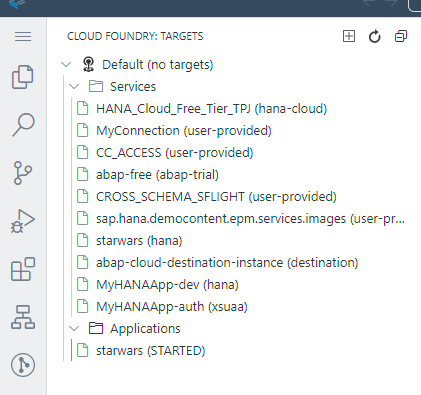 CLOUD FOUNDRY: TARGETS
Default (no targets)
Services
HANA_Cloud_Free_Tier_TPJ (hana-cloud)
MyConnection (user-provided)
CC_ACCESS (user-provided)
abap-free (abap-trial)
CROSS_SCHEMA_SFLIGHT (user-provided)
sap.hana.democontent.epm.services.images (user-pr...
starwars (hana)
abap-cloud-destination-instance (destination)
MyHANAApp-dev (hana)
MyHANAApp-auth (xsuaa)
Applications
starwars (STARTED)